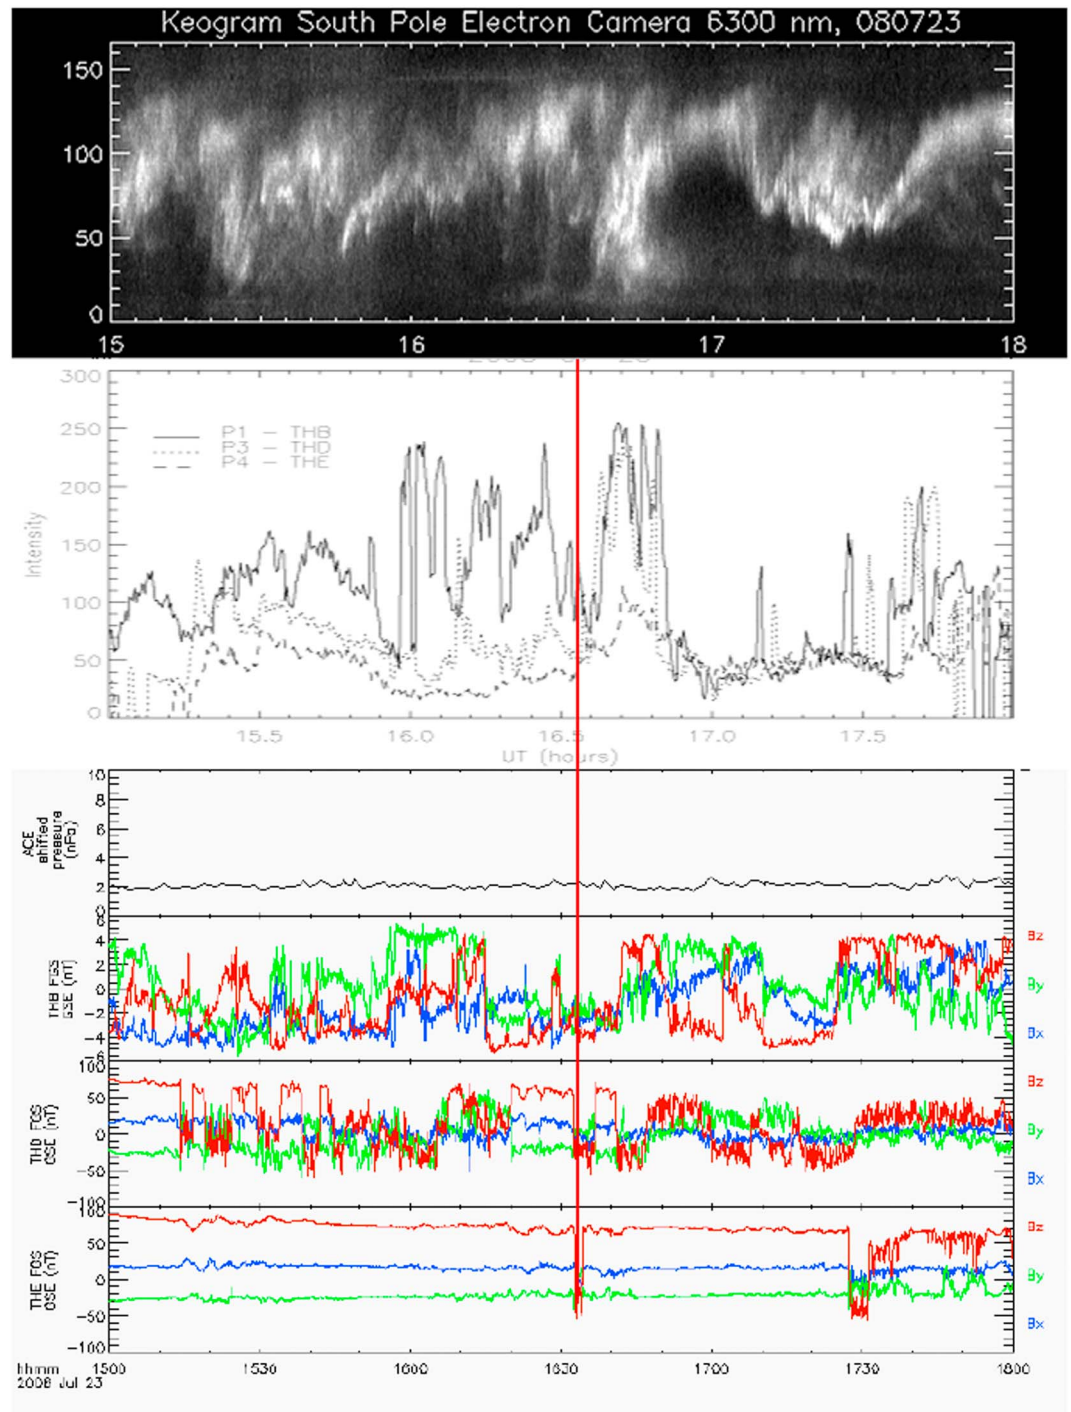 Keogram South Pole Electron Camera 6300 nm, 080723
150
100
50
0
15 16 17 18
300
250
200
150
100
50
0
Intensity
P1 - THB
P3 - THD
P4 - THE
15.5 16.0 16.5 17.0 17.5
UT (hours)
ACE
shifted
pressure
(nPa)
10
8
6
4
2
0
THB FGS
GSE (nT)
6
4
2
0
-2
-4
-6
Bz
By
Bx
THD FGS
GSE (nT)
100
50
0
-50
-100
Bz
By
Bx
THE FGS
GSE (nT)
100
50
0
-50
-100
Bz
By
Bx
hhmm 1500 1530 1600 1630 1700 1730 1800
2008 Jul 23